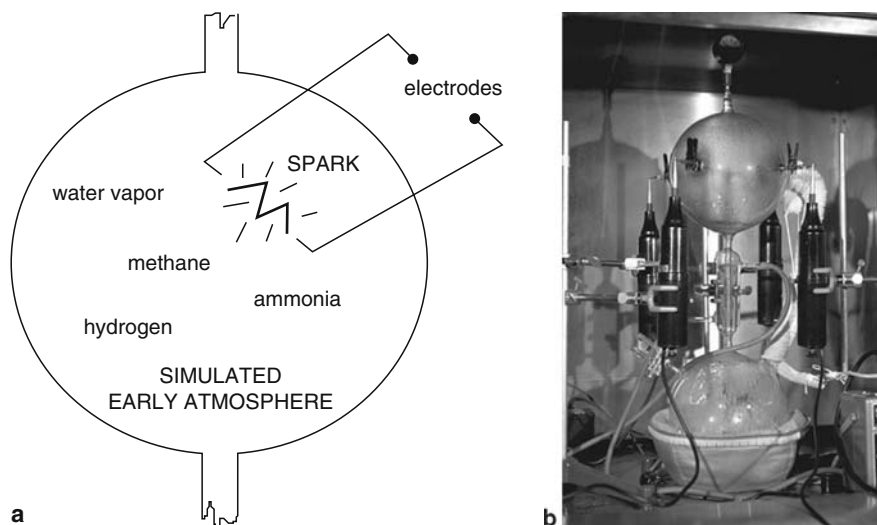 electrodes
SPARK
water vapor
methane
ammonia
hydrogen
SIMULATED
EARLY ATMOSPHERE
a
b